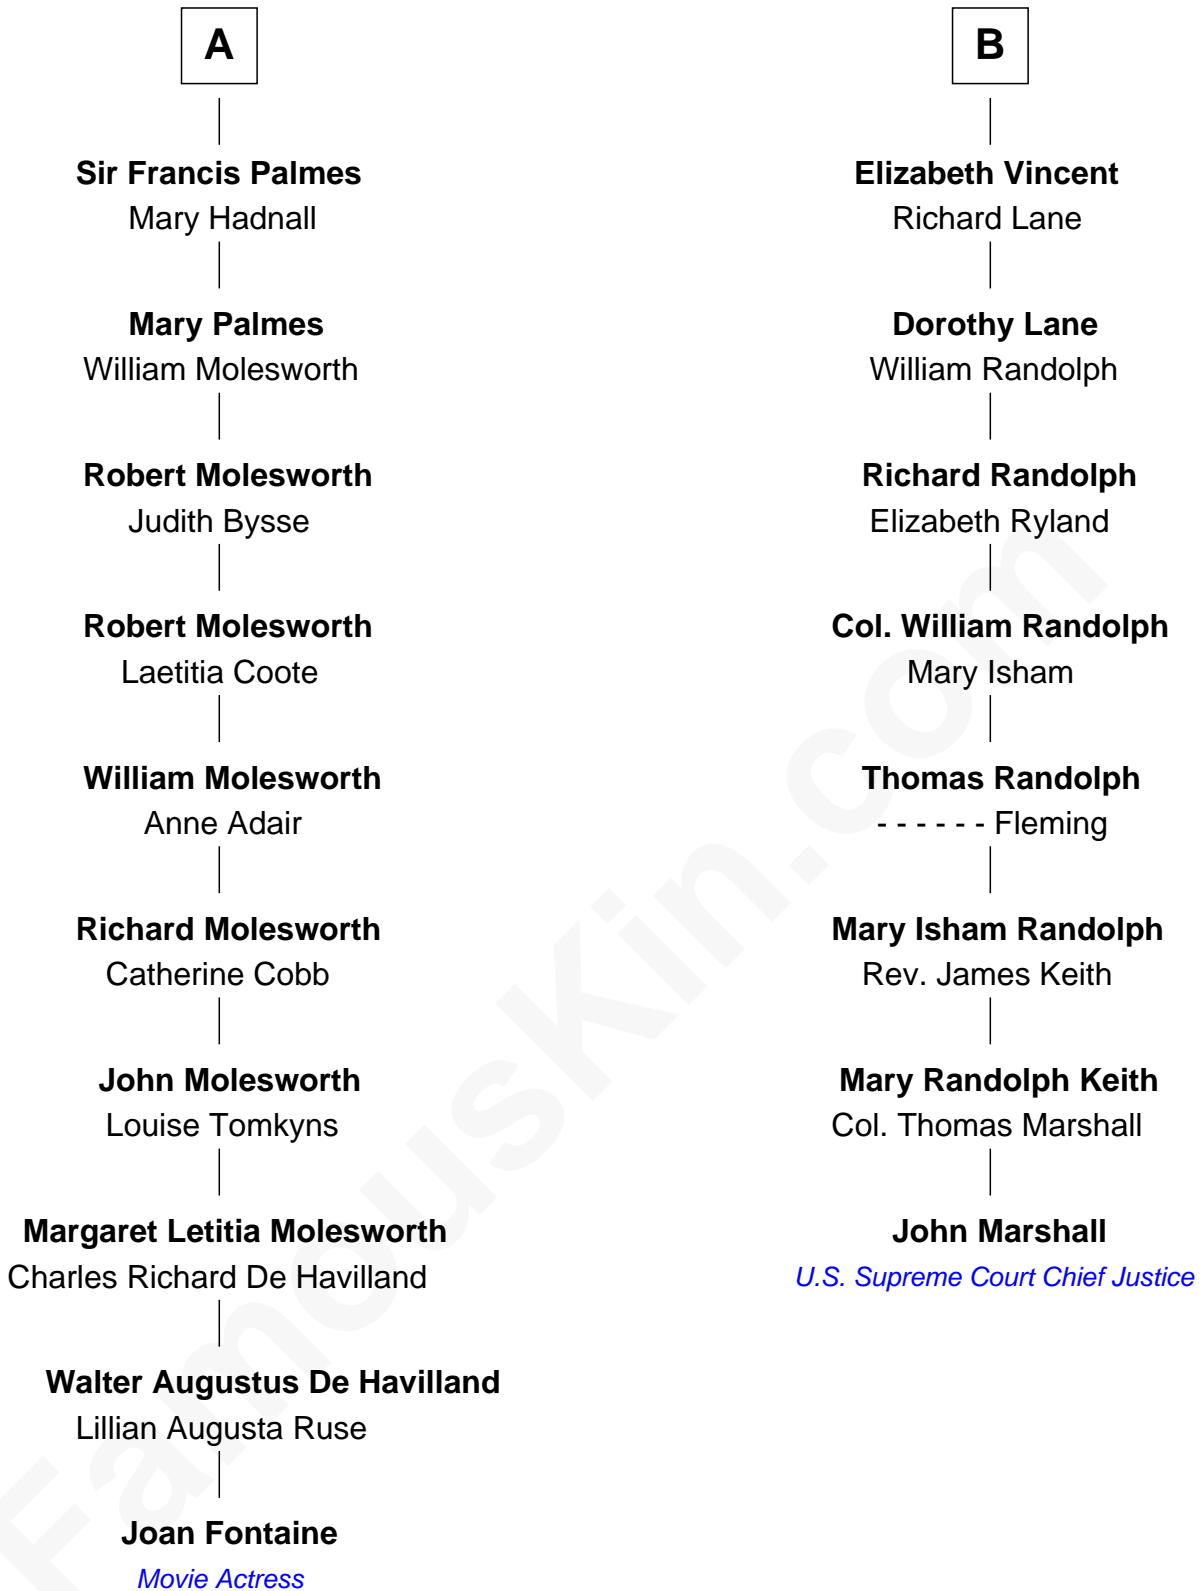 A
Sir Francis Palmes
Mary Hadnall
Mary Palmes
William Molesworth
Robert Molesworth
Judith Bysse
Robert Molesworth
Laetitia Coote
William Molesworth
Anne Adair
Richard Molesworth
Catherine Cobb
John Molesworth
Louise Tomkyns
Margaret Letitia Molesworth
Charles Richard De Havilland
Walter Augustus De Havilland
Lillian Augusta Ruse
Joan Fontaine
Movie Actress
B
Elizabeth Vincent
Richard Lane
Dorothy Lane
William Randolph
Richard Randolph
Elizabeth Ryland
Col. William Randolph
Mary Isham
Thomas Randolph
- - - - - - Fleming
Mary Isham Randolph
Rev. James Keith
Mary Randolph Keith
Col. Thomas Marshall
John Marshall
U.S. Supreme Court Chief Justice
FamousKin.com